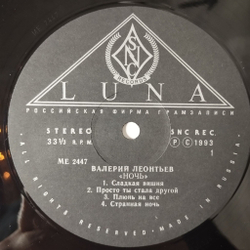 SNC
RECORDS
LUNA
РОССИЙСКАЯ ФИРМА ГРАМЗАПИСИ
STEREO
SNC REC.
33⅓ RPM
Ⓟ © 1993
ME 2447
1
ВАЛЕРИЙ ЛЕОНТЬЕВ
«НОЧЬ»
1. Сладкая вишня
2. Просто ты стала другой
3. Плюнь на все
4. Странная ночь
ALL RIGHTS RESERVED · MADE IN